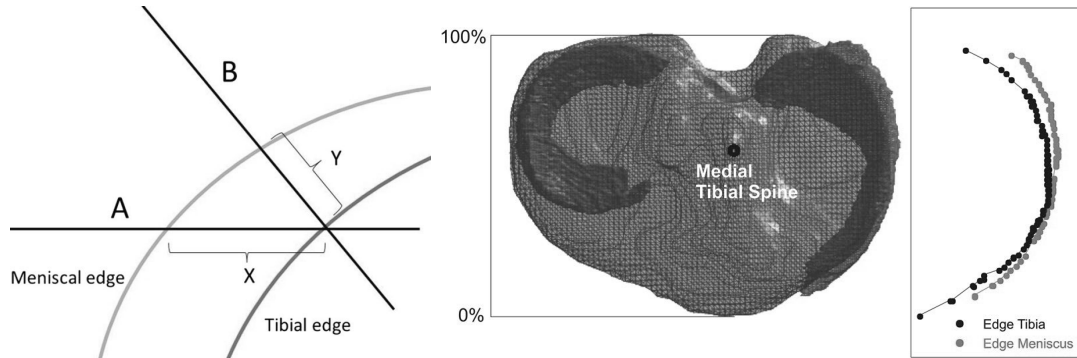 B
Y
A
X
Meniscal edge
Tibial edge
100%
0%
Medial
Tibial Spine
Edge Tibia
Edge Meniscus